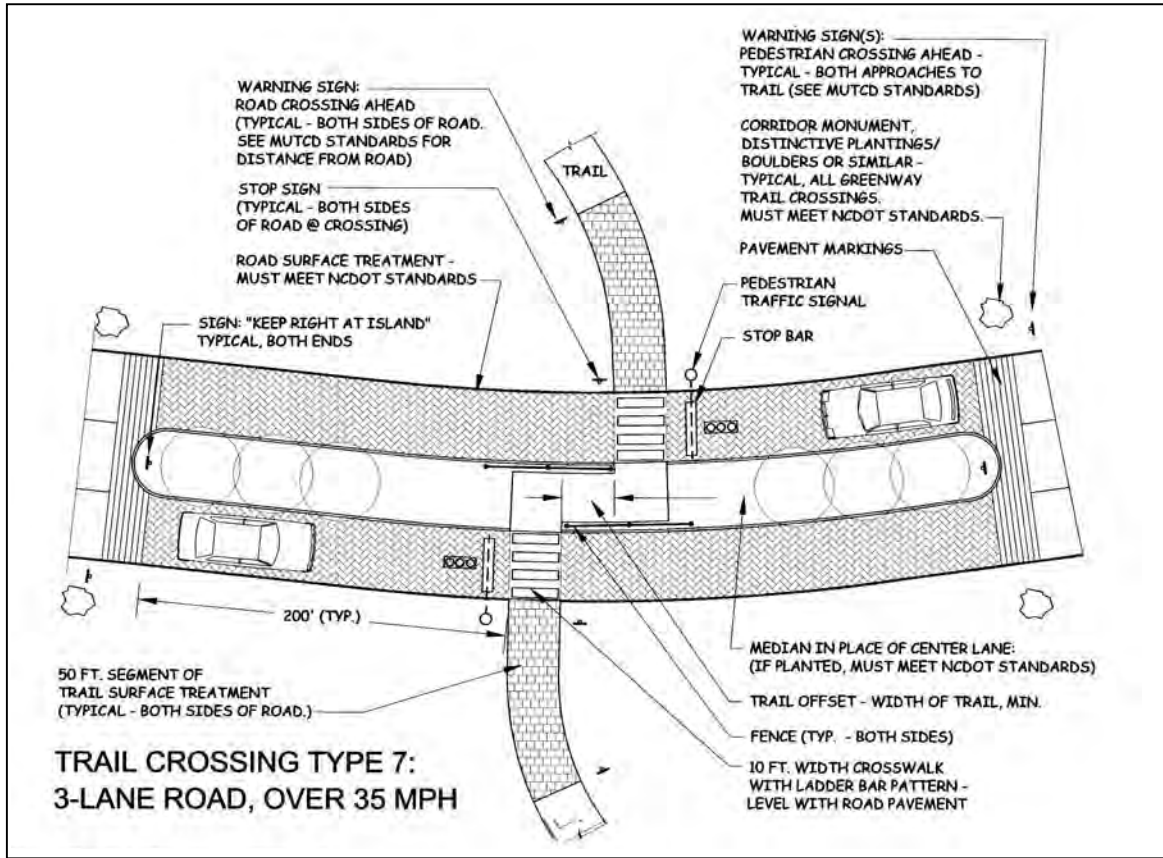 WARNING SIGN:
ROAD CROSSING AHEAD
(TYPICAL - BOTH SIDES OF ROAD.
SEE MUTCD STANDARDS FOR
DISTANCE FROM ROAD)
STOP SIGN
(TYPICAL - BOTH SIDES
OF ROAD @ CROSSING)
ROAD SURFACE TREATMENT -
MUST MEET NCDOT STANDARDS
SIGN: "KEEP RIGHT AT ISLAND"
TYPICAL, BOTH ENDS
TRAIL
WARNING SIGN(S):
PEDESTRIAN CROSSING AHEAD -
TYPICAL - BOTH APPROACHES TO
TRAIL (SEE MUTCD STANDARDS)
CORRIDOR MONUMENT,
DISTINCTIVE PLANTINGS/
BOULDERS OR SIMILAR -
TYPICAL, ALL GREENWAY
TRAIL CROSSINGS.
MUST MEET NCDOT STANDARDS.
PAVEMENT MARKINGS
PEDESTRIAN
TRAFFIC SIGNAL
STOP BAR
200' (TYP.)
50 FT. SEGMENT OF
TRAIL SURFACE TREATMENT
(TYPICAL - BOTH SIDES OF ROAD.)
MEDIAN IN PLACE OF CENTER LANE:
(IF PLANTED, MUST MEET NCDOT STANDARDS)
TRAIL OFFSET - WIDTH OF TRAIL, MIN.
FENCE (TYP. - BOTH SIDES)
10 FT. WIDTH CROSSWALK
WITH LADDER BAR PATTERN -
LEVEL WITH ROAD PAVEMENT
TRAIL CROSSING TYPE 7:
3-LANE ROAD, OVER 35 MPH